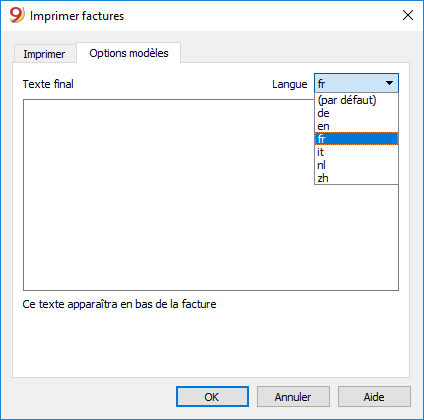 9 Imprimer factures
Imprimer Options modèles
Texte final Langue fr
(par défaut)
de
en
fr
it
nl
zh
Ce texte apparaîtra en bas de la facture
OK Annuler Aide